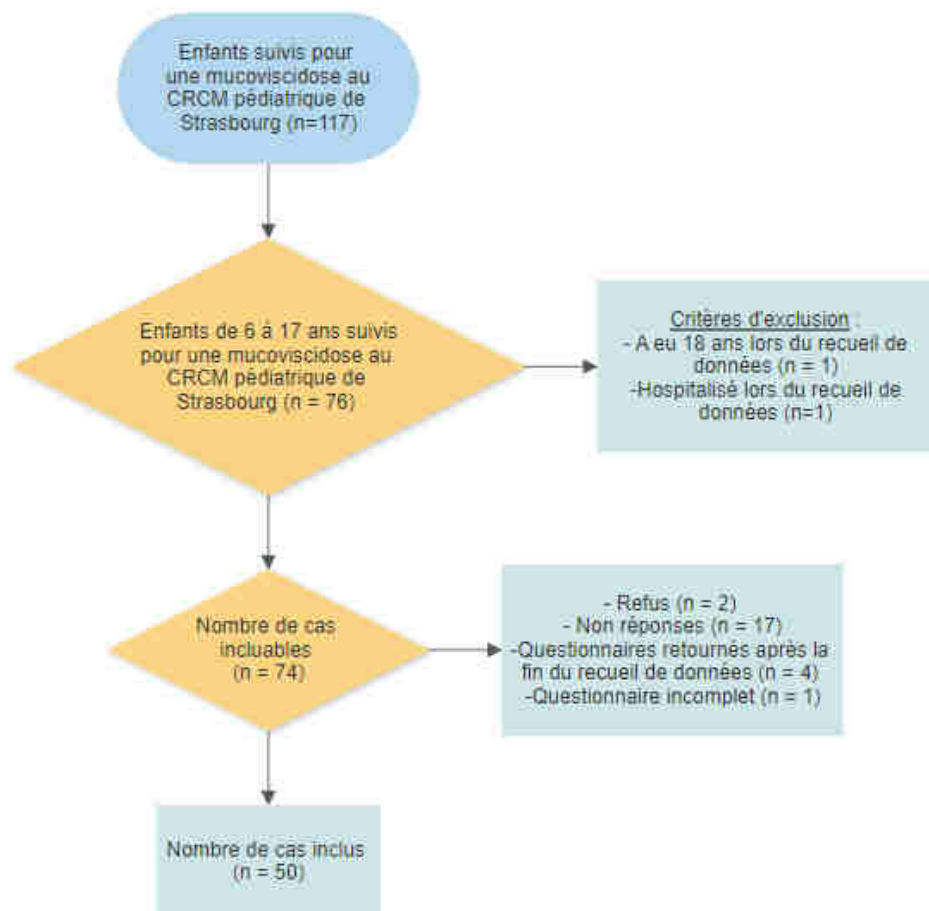 Enfants suivis pour
une mucoviscidose au
CRCM pédiatrique de
Strasbourg (n=117)
Enfants de 6 à 17 ans suivis
pour une mucoviscidose au
CRCM pédiatrique de
Strasbourg (n = 76)
Critères d'exclusion :
- A eu 18 ans lors du recueil de
données (n = 1)
-Hospitalisé lors du recueil de
données (n=1)
Nombre de cas
incluables
(n = 74)
- Refus (n = 2)
- Non réponses (n = 17)
-Questionnaires retournés après la
fin du recueil de données (n = 4)
-Questionnaire incomplet (n = 1)
Nombre de cas inclus
(n = 50)